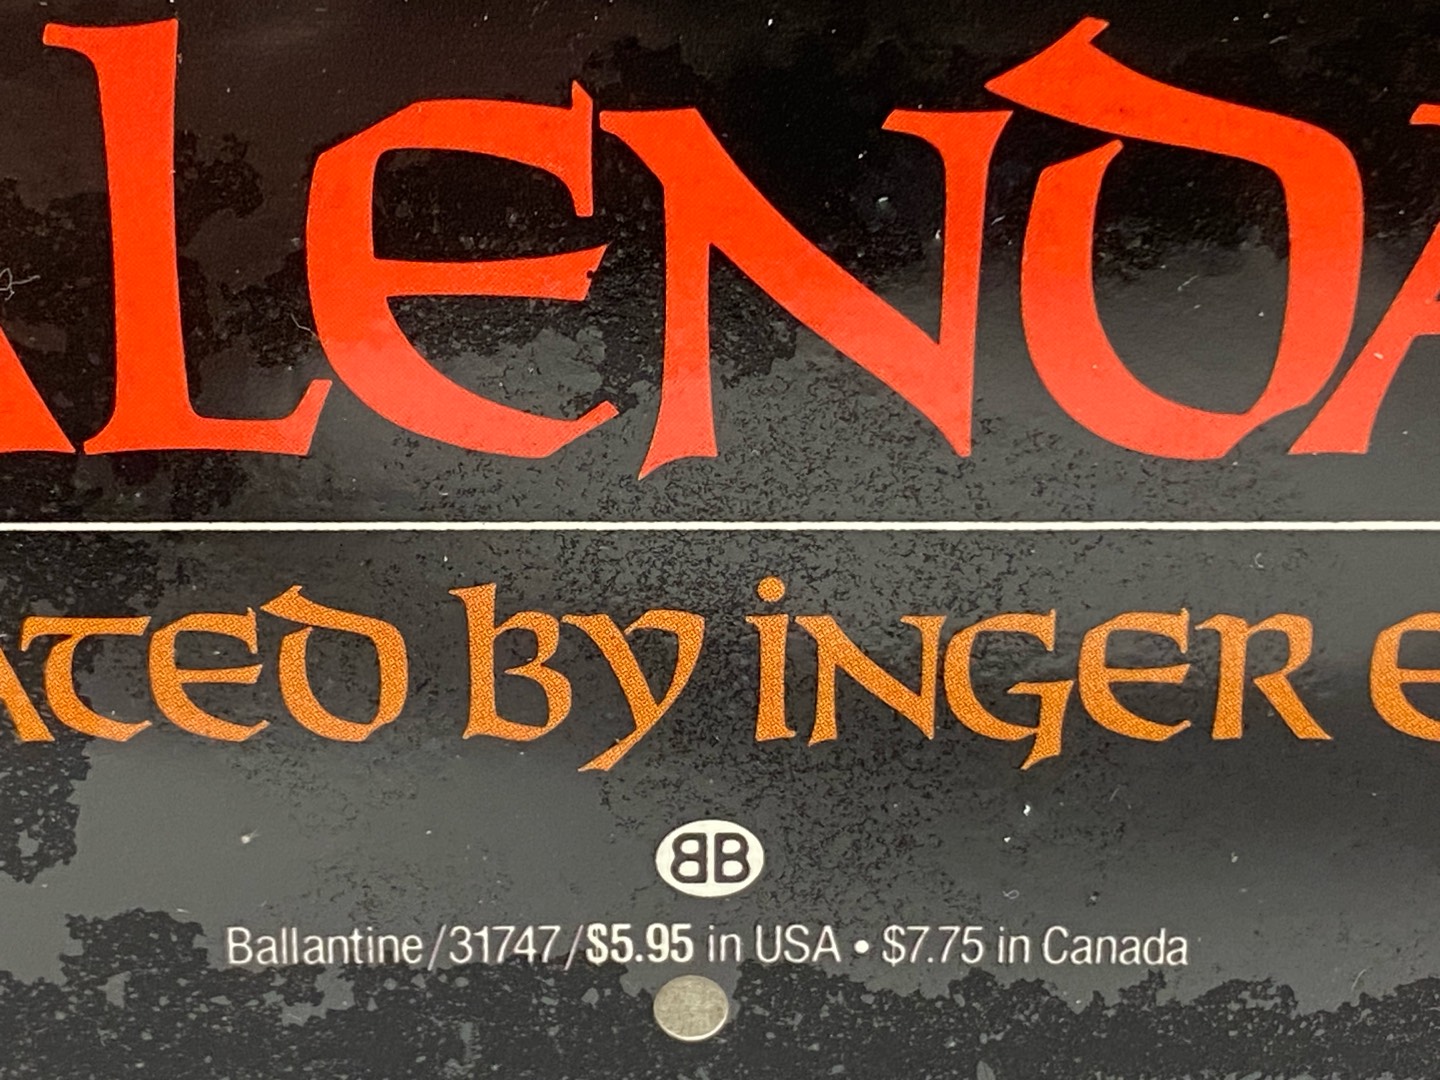 ALENDA
ATED by iNGER E
BB
Ballantine/31747/$5.95 in USA • $7.75 in Canada